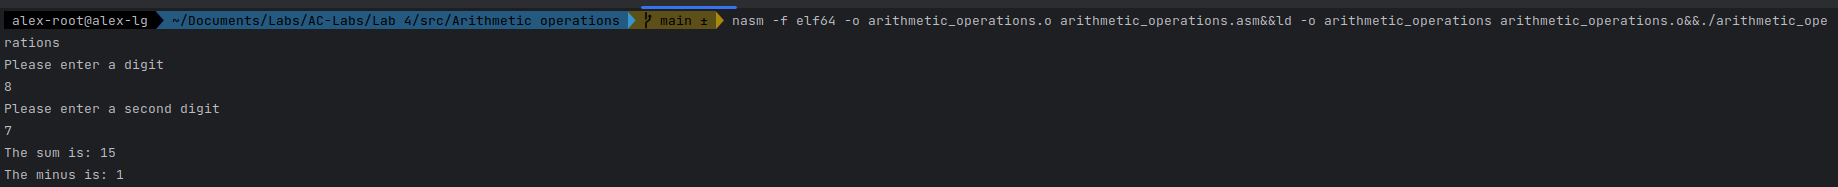 alex-root@alex-lg ~/Documents/Labs/AC-Labs/Lab 4/src/Arithmetic operations main ± nasm -f elf64 -o arithmetic_operations.o arithmetic_operations.asm&&ld -o arithmetic_operations arithmetic_operations.o&&./arithmetic_ope
rations
Please enter a digit
8
Please enter a second digit
7
The sum is: 15
The minus is: 1